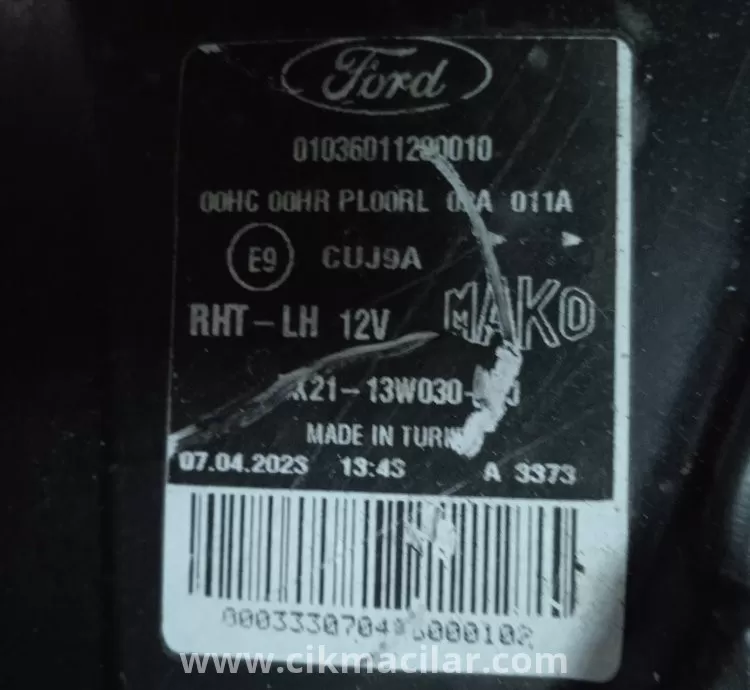 Ford
00HC 00HR PL00RL 011A
E9 CUJ9A
RHT-LH 12V MAKO
MADE IN
07.04.2023 13:43 A 3373
www.cikmacilar.com